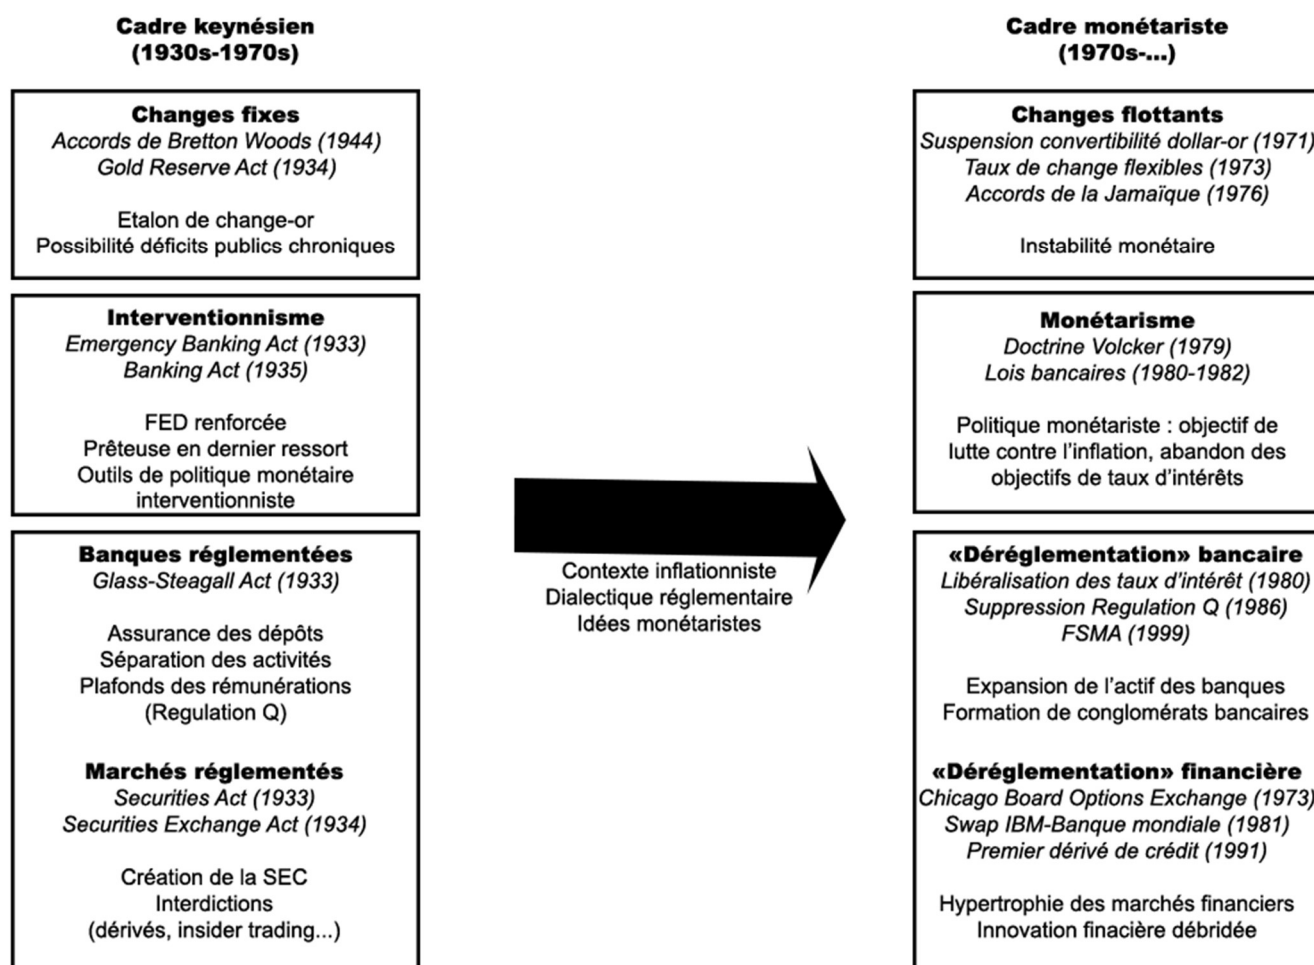 Cadre keynésien
(1930s-1970s)
Changes fixes
Accords de Bretton Woods (1944)
Gold Reserve Act (1934)
Etalon de change-or
Possibilité déficits publics chroniques
Interventionnisme
Emergency Banking Act (1933)
Banking Act (1935)
FED renforcée
Prêteuse en dernier ressort
Outils de politique monétaire
interventionniste
Banques réglementées
Glass-Steagall Act (1933)
Assurance des dépôts
Séparation des activités
Plafonds des rémunérations
(Regulation Q)
Marchés réglementés
Securities Act (1933)
Securities Exchange Act (1934)
Création de la SEC
Interdictions
(dérivés, insider trading...)
Contexte inflationniste
Dialectique réglementaire
Idées monétaristes
Cadre monétariste
(1970s-...)
Changes flottants
Suspension convertibilité dollar-or (1971)
Taux de change flexibles (1973)
Accords de la Jamaïque (1976)
Instabilité monétaire
Monétarisme
Doctrine Volcker (1979)
Lois bancaires (1980-1982)
Politique monétariste : objectif de
lutte contre l'inflation, abandon des
objectifs de taux d'intérêts
«Déréglementation» bancaire
Libéralisation des taux d'intérêt (1980)
Suppression Regulation Q (1986)
FSMA (1999)
Expansion de l'actif des banques
Formation de conglomérats bancaires
«Déréglementation» financière
Chicago Board Options Exchange (1973)
Swap IBM-Banque mondiale (1981)
Premier dérivé de crédit (1991)
Hypertrophie des marchés financiers
Innovation finacière débridée